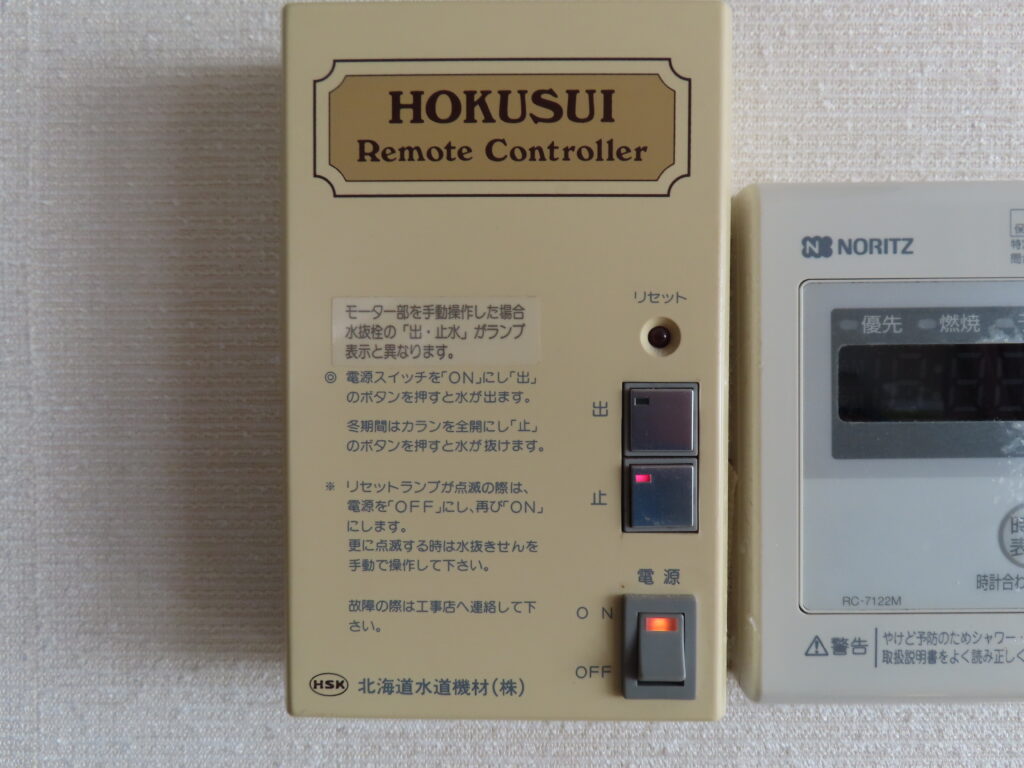 HOKUSUI
Remote Controller
モーター部を手動操作した場合
水抜栓の「出・止水」がランプ
表示と異なります。
リセット
◎ 電源スイッチを「ON」にし「出」
のボタンを押すと水が出ます。
冬期間はカランを全開にし「止」
のボタンを押すと水が抜けます。
出
止
※ リセットランプが点滅の際は、
電源を「OFF」にし、再び「ON」
にします。
更に点滅する時は水抜きせんを
手動で操作して下さい。
故障の際は工事店へ連絡して下
さい。
電源
ON
OFF
HSK 北海道水道機材(株)
NORITZ
優先 燃焼
時計合わ
RC-7122M
警告
やけど予防のためシャワー・
取扱説明書をよく読み正しく